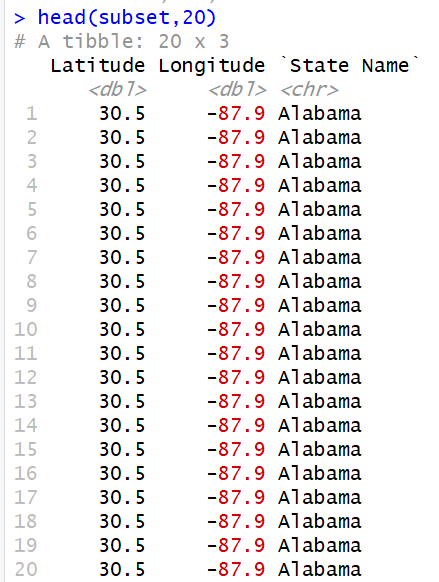 > head(subset,20)
# A tibble: 20 x 3
Latitude Longitude `State Name`
<dbl> <dbl> <chr>
1 30.5 -87.9 Alabama
2 30.5 -87.9 Alabama
3 30.5 -87.9 Alabama
4 30.5 -87.9 Alabama
5 30.5 -87.9 Alabama
6 30.5 -87.9 Alabama
7 30.5 -87.9 Alabama
8 30.5 -87.9 Alabama
9 30.5 -87.9 Alabama
10 30.5 -87.9 Alabama
11 30.5 -87.9 Alabama
12 30.5 -87.9 Alabama
13 30.5 -87.9 Alabama
14 30.5 -87.9 Alabama
15 30.5 -87.9 Alabama
16 30.5 -87.9 Alabama
17 30.5 -87.9 Alabama
18 30.5 -87.9 Alabama
19 30.5 -87.9 Alabama
20 30.5 -87.9 Alabama